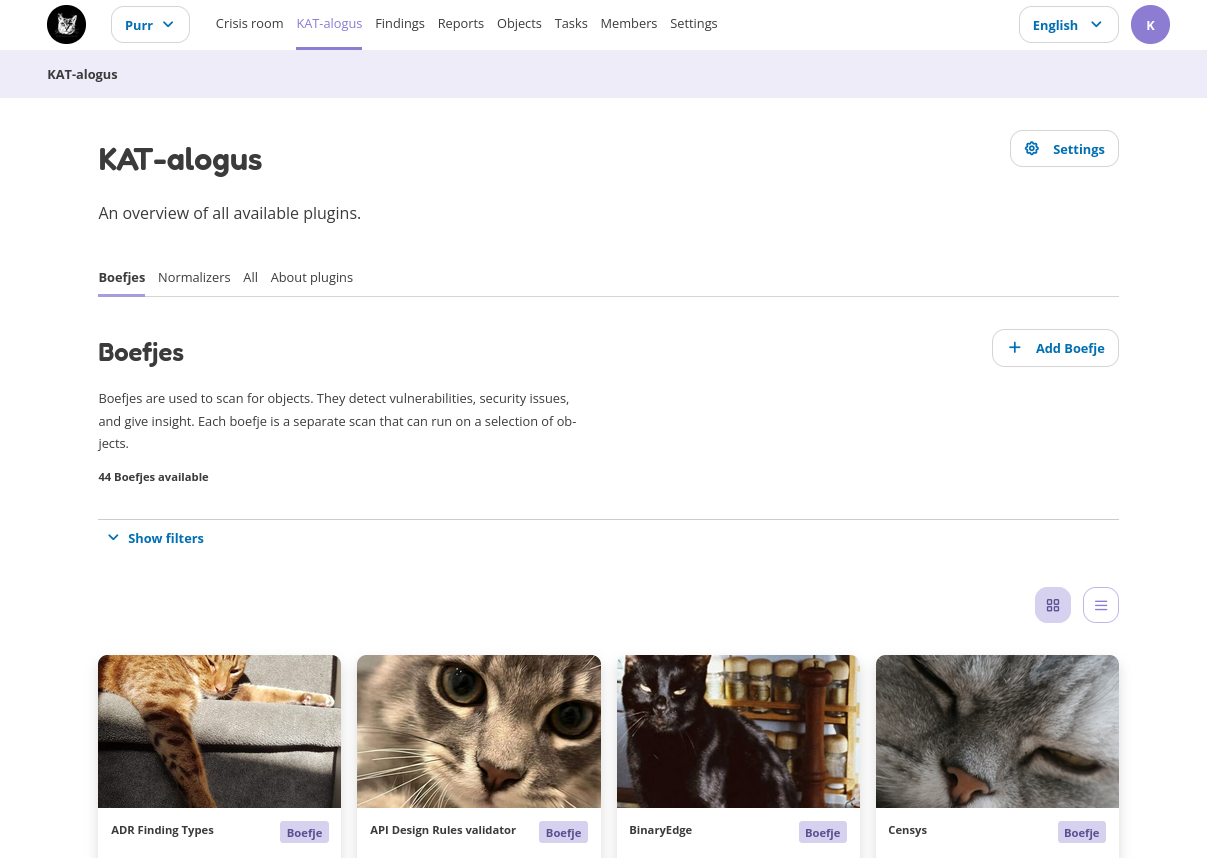 Purr
Crisis room KAT-alogus Findings Reports Objects Tasks Members Settings
English
K
KAT-alogus
KAT-alogus
Settings
An overview of all available plugins.
Boefjes Normalizers All About plugins
Boefjes
Add Boefje
Boefjes are used to scan for objects. They detect vulnerabilities, security issues,
and give insight. Each boefje is a separate scan that can run on a selection of ob-
jects.
44 Boefjes available
Show filters
ADR Finding Types Boefje
API Design Rules validator Boefje
BinaryEdge Boefje
Censys Boefje